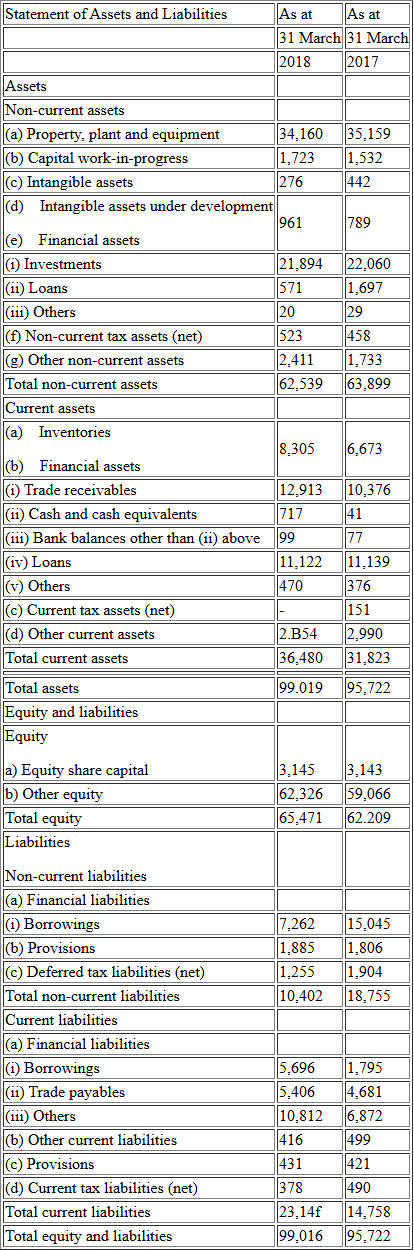 Statement of Assets and Liabilities As at As at
31 March 31 March
2018 2017
Assets
Non-current assets
(a) Property, plant and equipment 34,160 35,159
(b) Capital work-in-progress 1,723 1,532
(c) Intangible assets 276 442
(d) Intangible assets under development 961 789
(e) Financial assets
(i) Investments 21,894 22,060
(ii) Loans 571 1,697
(iii) Others 20 29
(f) Non-current tax assets (net) 523 458
(g) Other non-current assets 2,411 1,733
Total non-current assets 62,539 63,899
Current assets
(a) Inventories 8,305 6,673
(b) Financial assets
(i) Trade receivables 12,913 10,376
(ii) Cash and cash equivalents 717 41
(iii) Bank balances other than (ii) above 99 77
(iv) Loans 11,122 11,139
(v) Others 470 376
(c) Current tax assets (net) - 151
(d) Other current assets 2.B54 2,990
Total current assets 36,480 31,823
Total assets 99.019 95,722
Equity and liabilities
Equity
a) Equity share capital 3,145 3,143
b) Other equity 62,326 59,066
Total equity 65,471 62.209
Liabilities
Non-current liabilities
(a) Financial liabilities
(i) Borrowings 7,262 15,045
(b) Provisions 1,885 1,806
(c) Deferred tax liabilities (net) 1,255 1,904
Total non-current liabilities 10,402 18,755
Current liabilities
(a) Financial liabilities
(i) Borrowings 5,696 1,795
(ii) Trade payables 5,406 4,681
(iii) Others 10,812 6,872
(b) Other current liabilities 416 499
(c) Provisions 431 421
(d) Current tax liabilities (net) 378 490
Total current liabilities 23,14f 14,758
Total equity and liabilities 99,016 95,722